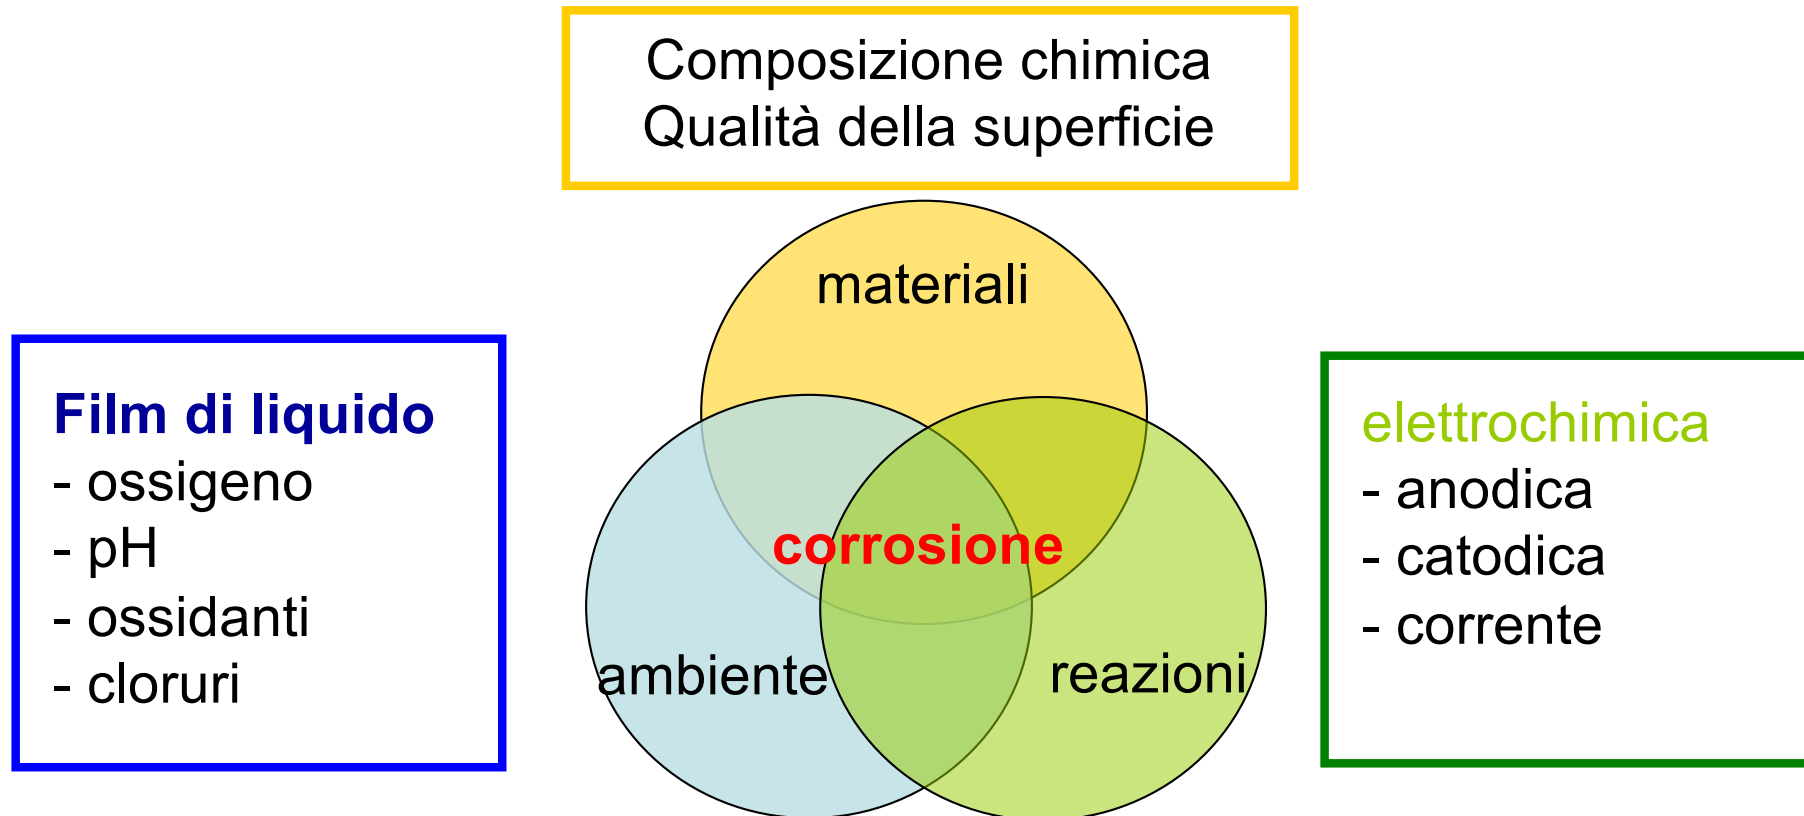 Composizione chimica
Qualità della superficie
materiali
Film di liquido
- ossigeno
- pH
- ossidanti
- cloruri
corrosione
ambiente
reazioni
elettrochimica
- anodica
- catodica
- corrente